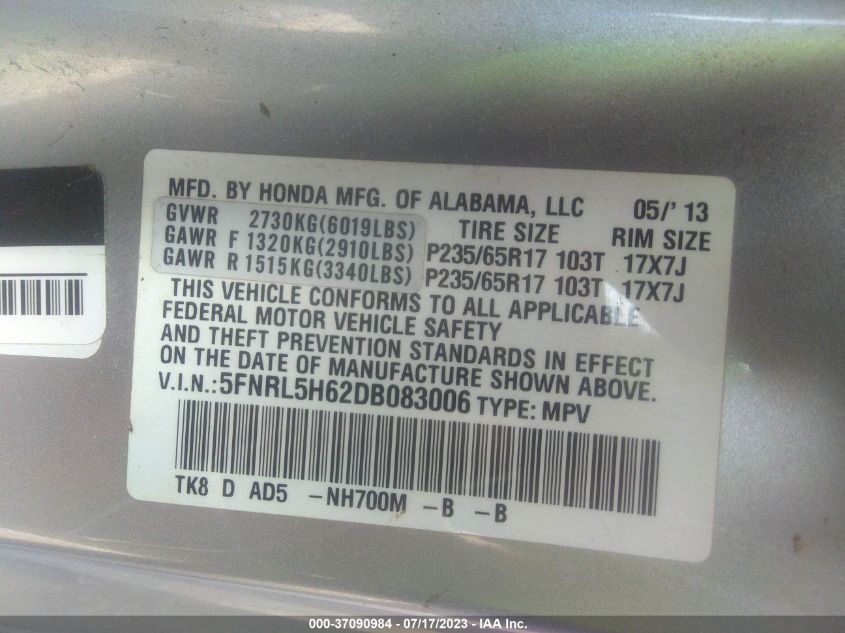 MFD. BY HONDA MFG. OF ALABAMA, LLC 05/' 13
GVWR 2730KG(6019LBS) TIRE SIZE RIM SIZE
GAWR F 1320KG(2910LBS) P235/65R17 103T 17X7J
GAWR R 1515KG(3340LBS) P235/65R17 103T 17X7J
THIS VEHICLE CONFORMS TO ALL APPLICABLE
FEDERAL MOTOR VEHICLE SAFETY
AND THEFT PREVENTION STANDARDS IN EFFECT
ON THE DATE OF MANUFACTURE SHOWN ABOVE.
V.I.N.:5FNRL5H62DB083006 TYPE: MPV
TK8 D AD5 -NH700M -B -B
000-37090984 - 07/17/2023 - IAA Inc.